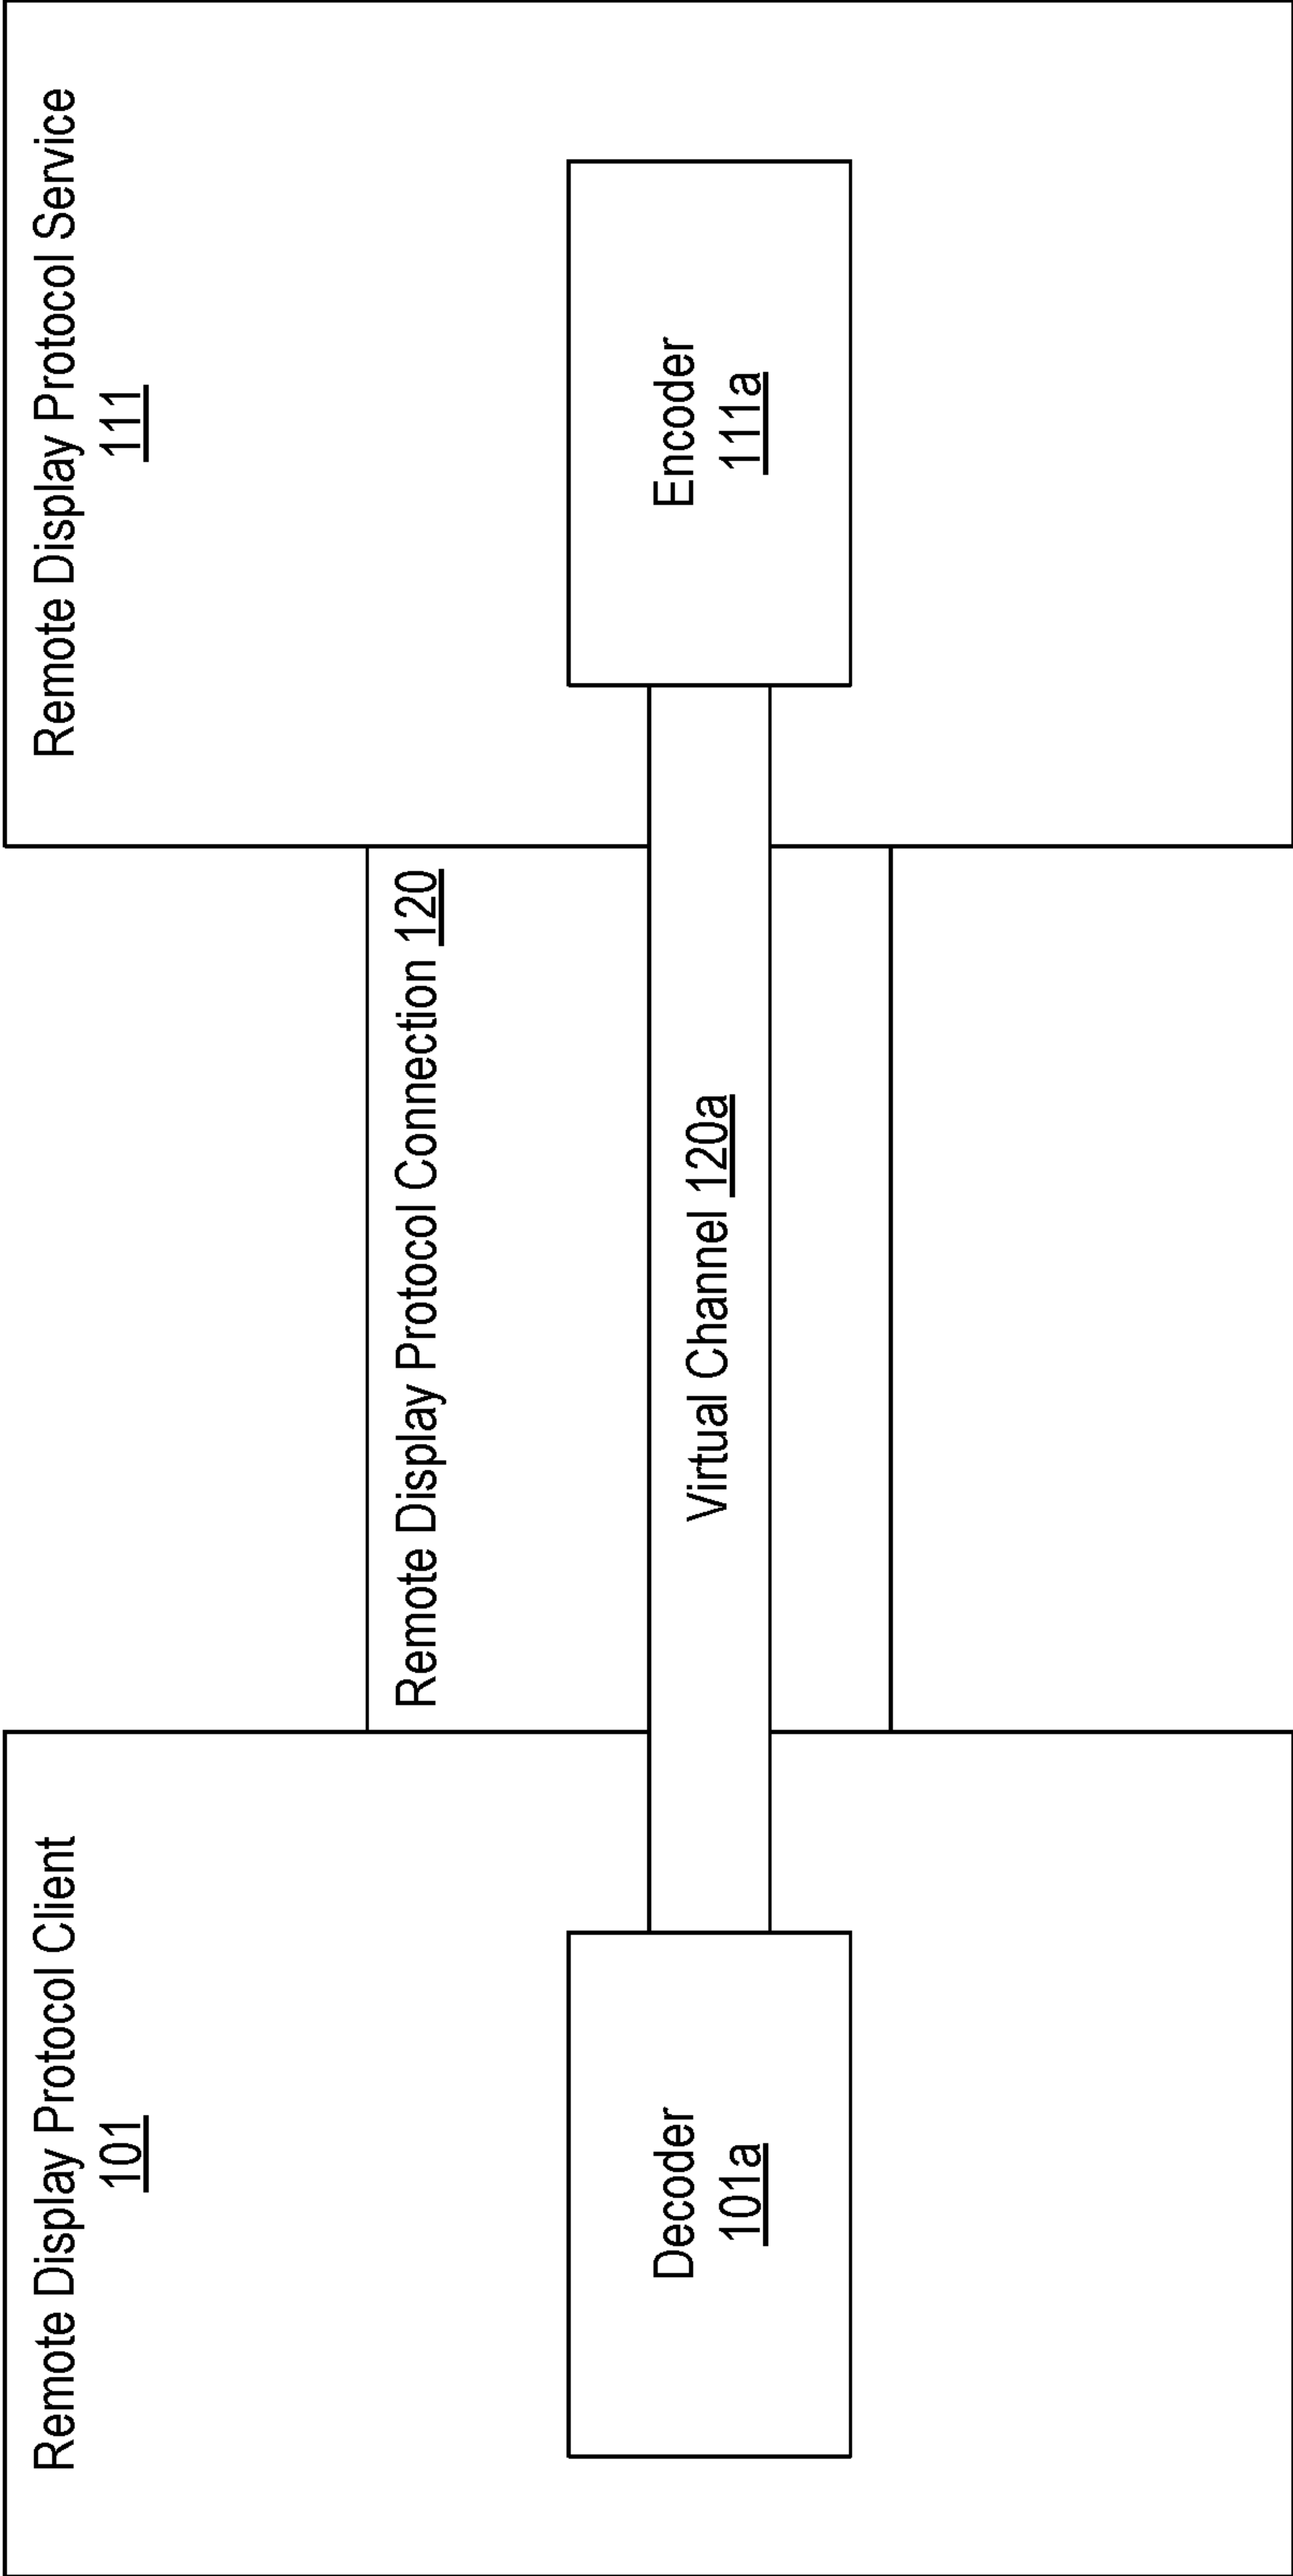 Remote Display Protocol Client
101
Decoder
101a
Remote Display Protocol Connection 120
Virtual Channel 120a
Remote Display Protocol Service
111
Encoder
111a